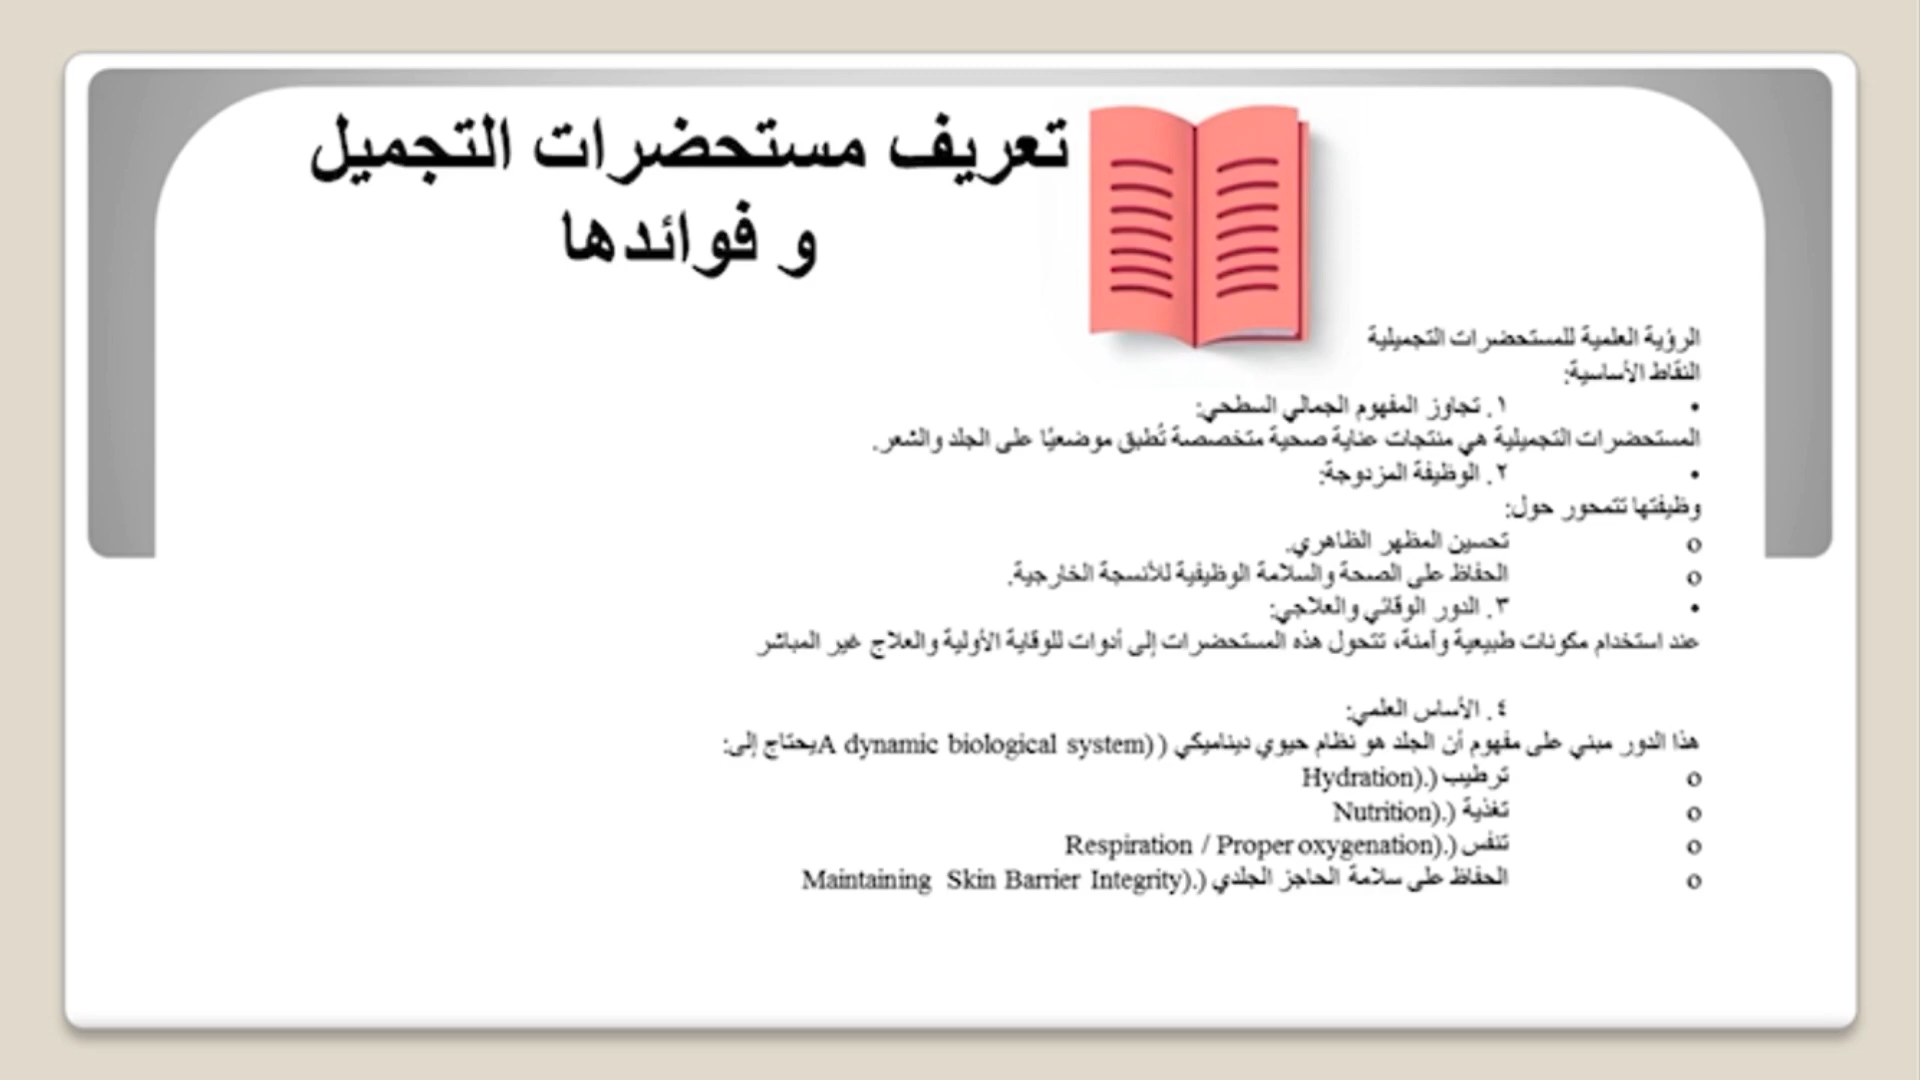 تعريف مستحضرات التجميل
و فوائدها
الرؤية العلمية للمستحضرات التجميلية
النقاط الأساسية:
• ١. تجاوز المفهوم الجمالي السطحي:
المستحضرات التجميلية هي منتجات عناية صحية متخصصة تُطبق موضعيًا على الجلد والشعر.
• ٢. الوظيفة المزدوجة:
وظيفتها تتمحور حول:
o تحسين المظهر الظاهري.
o الحفاظ على الصحة والسلامة الوظيفية للأنسجة الخارجية.
• ٣. الدور الوقائي والعلاجي:
عند استخدام مكونات طبيعية وآمنة، تتحول هذه المستحضرات إلى أدوات للوقاية الأولية والعلاج غير المباشر
٤. الأساس العلمي:
هذا الدور مبني على مفهوم أن الجلد هو نظام حيوي ديناميكي ((A dynamic biological system يحتاج إلى:
o ترطيب (.(Hydration
o تغذية (.(Nutrition
o تنفس (.(Respiration / Proper oxygenation
o الحفاظ على سلامة الحاجز الجلدي (.(Maintaining Skin Barrier Integrity